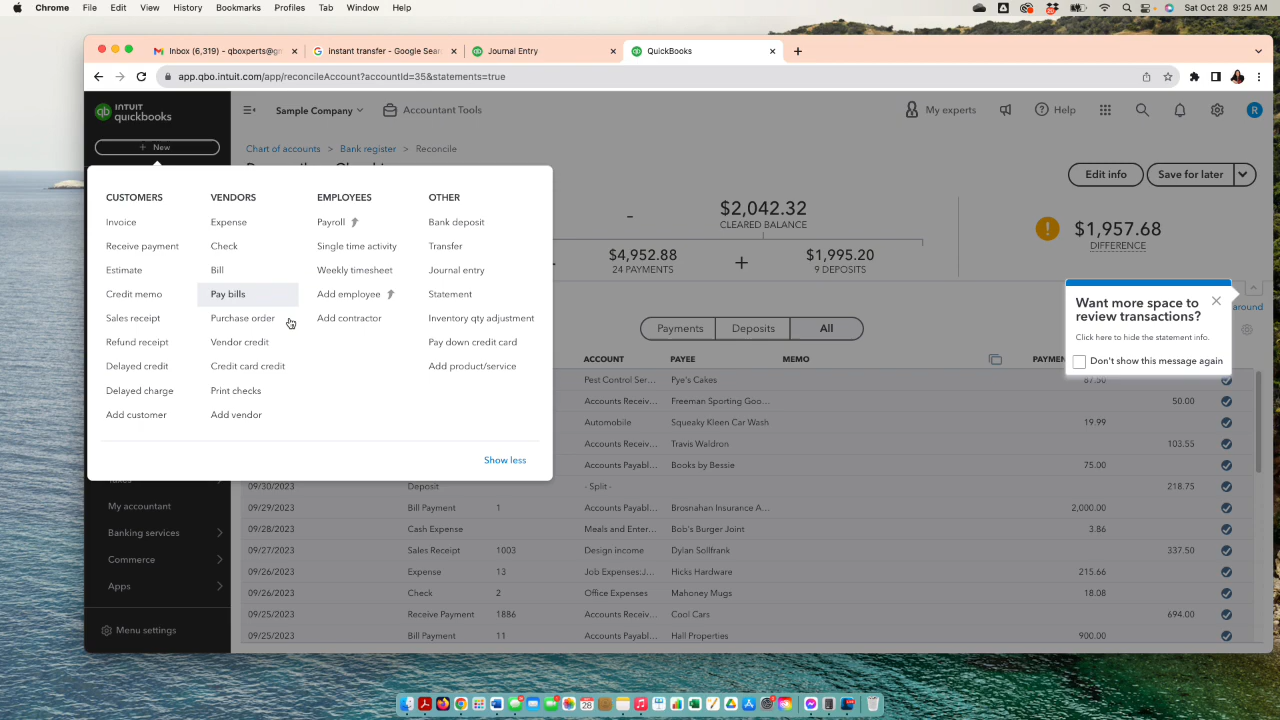 Chrome File Edit View History Bookmarks Profiles Tab Window Help Sat Oct 28 9:25 AM
Inbox (6,319) - qboxperts@gm instant transfer - Google Sear Journal Entry QuickBooks
app.qbo.intuit.com/app/reconcileAccount?accountId=35&statements=true
INTUIT
quickbooks
Sample Company Accountant Tools My experts Help R
+ New
Chart of accounts > Bank register > Reconcile
Edit info Save for later
CUSTOMERS VENDORS EMPLOYEES OTHER
Invoice Expense Payroll Bank deposit
Receive payment Check Single time activity Transfer
Estimate Bill Weekly timesheet Journal entry
Credit memo Pay bills Add employee Statement
Sales receipt Purchase order Add contractor Inventory qty adjustment
Refund receipt Vendor credit Pay down credit card
Delayed credit Credit card credit Add product/service
Delayed charge Print checks
Add customer Add vendor
Show less
- $2,042.32
CLEARED BALANCE
$4,952.88 + $1,995.20
24 PAYMENTS 9 DEPOSITS
$1,957.68
DIFFERENCE
around
Want more space to
review transactions?
Click here to hide the statement info.
Don't show this message again
Payments Deposits All
ACCOUNT PAYEE MEMO PAYMEN
Pest Control Ser... Pye's Cakes 87.50
Accounts Receiv... Freeman Sporting Goo... 50.00
Automobile Squeaky Kleen Car Wash 19.99
Accounts Receiv... Travis Waldron 103.55
Accounts Payabl... Books by Bessie 75.00
09/30/2023 Deposit - Split - 218.75
09/29/2023 Bill Payment 1 Accounts Payabl... Brosnahan Insurance A... 2,000.00
09/28/2023 Cash Expense Meals and Enter... Bob's Burger Joint 3.86
09/27/2023 Sales Receipt 1003 Design income Dylan Sollfrank 337.50
09/26/2023 Expense 13 Job Expenses:J... Hicks Hardware 215.66
09/26/2023 Check 2 Office Expenses Mahoney Mugs 18.08
09/25/2023 Receive Payment 1886 Accounts Receiv... Cool Cars 694.00
09/25/2023 Bill Payment 11 Accounts Payabl... Hall Properties 900.00
My accountant
Banking services
Commerce
Apps
Menu settings